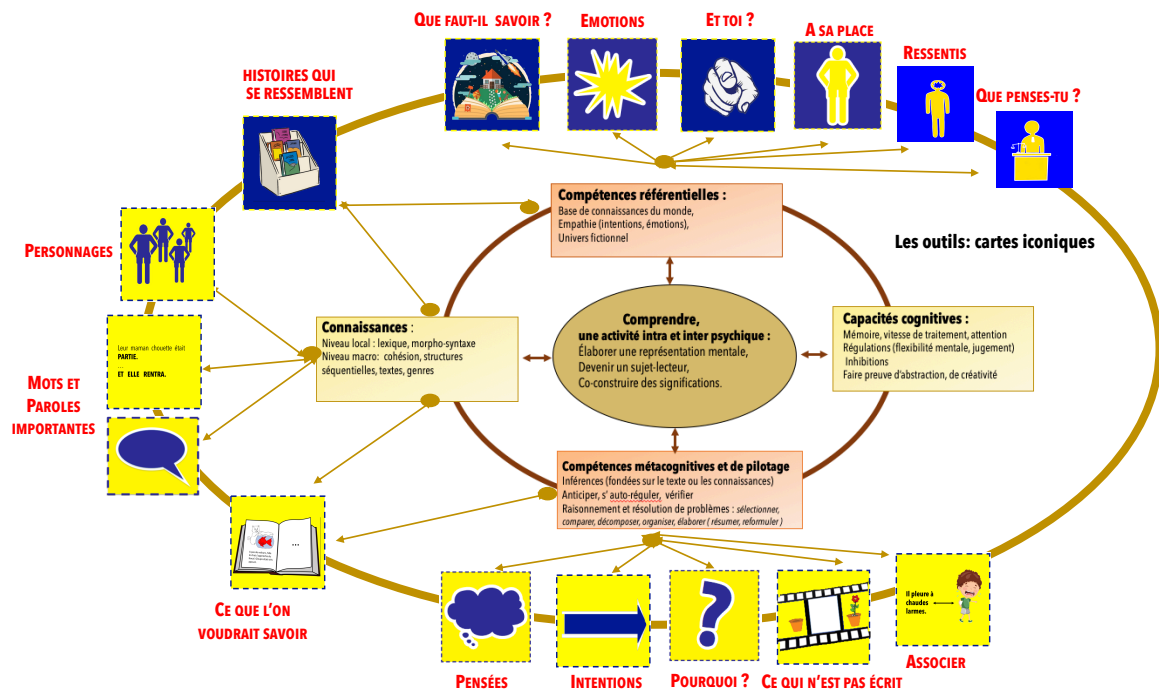 QUE FAUT-IL SAVOIR ?
EMOTIONS
ET TOI ?
A SA PLACE
RESSENTIS
QUE PENSES-TU ?
HISTOIRES QUI
SE RESSEMBLENT
PERSONNAGES
Leur maman chouette était
PARTIE.
...
ET ELLE RENTRA.
MOTS ET
PAROLES
IMPORTANTES
Les outils: cartes iconiques
Compétences référentielles :
Base de connaissances du monde,
Empathie (intentions, émotions),
Univers fictionnel
Connaissances :
Niveau local : lexique, morpho-syntaxe
Niveau macro: cohésion, structures
séquentielles, textes, genres
Comprendre,
une activité intra et inter psychique :
Élaborer une représentation mentale,
Devenir un sujet-lecteur,
Co-construire des significations.
Capacités cognitives :
Mémoire, vitesse de traitement, attention
Régulations (flexibilité mentale, jugement)
Inhibitions
Faire preuve d'abstraction, de créativité
Compétences métacognitives et de pilotage
Inférences (fondées sur le texte ou les connaissances)
Anticiper, s' auto-réguler, vérifier
Raisonnement et résolution de problèmes : sélectionner,
comparer, décomposer, organiser, élaborer ( résumer, reformuler )
...
CE QUE L'ON
VOUDRAIT SAVOIR
PENSÉES
INTENTIONS
?
POURQUOI ?
CE QUI N'EST PAS ÉCRIT
Il pleure à
chaudes
larmes.
ASSOCIER